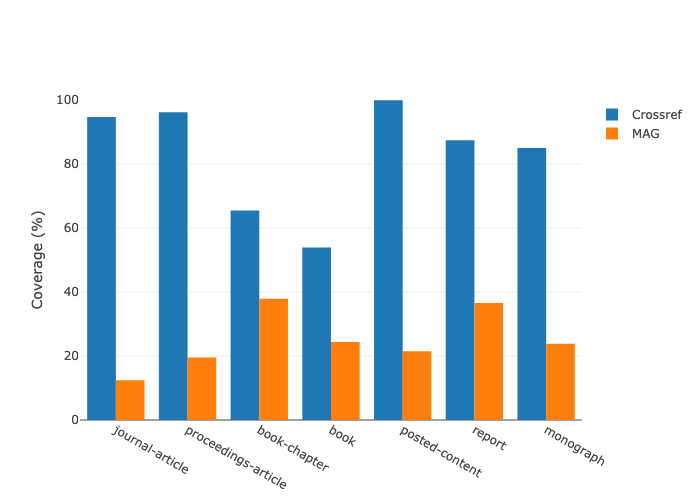 100
80
60
40
20
0
Coverage (%)
journal-article
proceedings-article
book-chapter
book
posted-content
report
monograph
Crossref
MAG